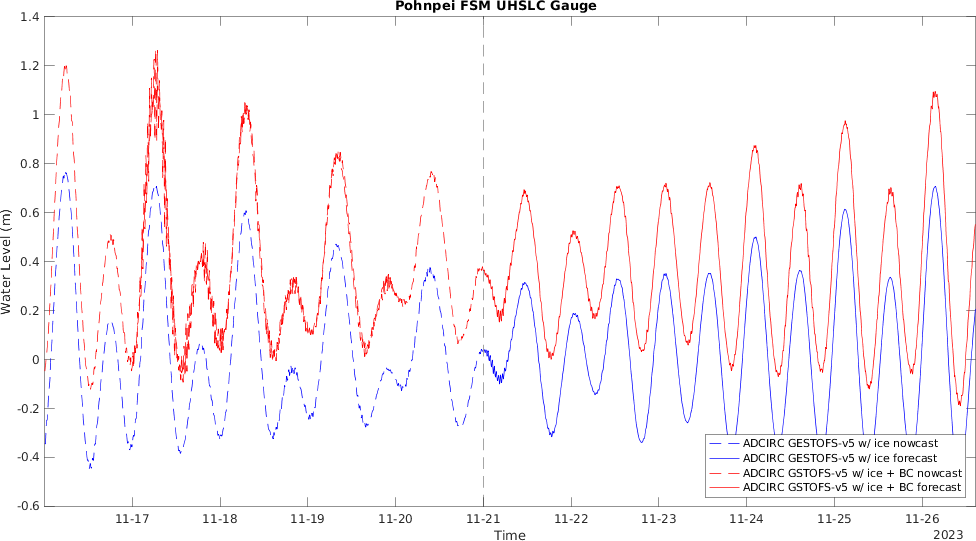 Pohnpei FSM UHSLC Gauge
1.4
1.2
1
0.8
0.6
0.4
0.2
0
-0.2
-0.4
-0.6
Water Level (m)
ADCIRC GESTOFS-v5 w/ ice nowcast
ADCIRC GESTOFS-v5 w/ ice forecast
ADCIRC GSTOFS-v5 w/ ice + BC nowcast
ADCIRC GSTOFS-v5 w/ ice + BC forecast
11-17 11-18 11-19 11-20 11-21 11-22 11-23 11-24 11-25 11-26
Time
2023